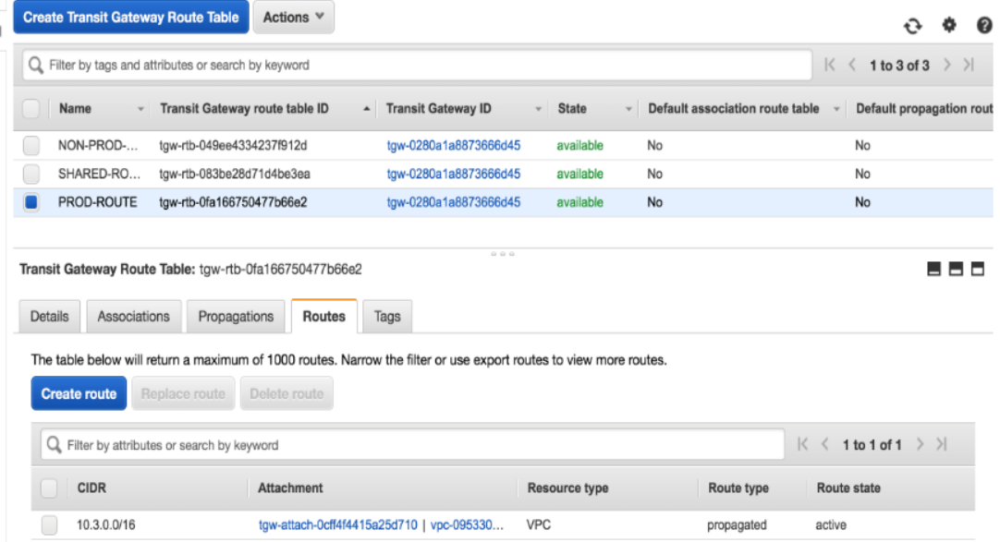 Create Transit Gateway Route Table Actions
Filter by tags and attributes or search by keyword 1 to 3 of 3
Name Transit Gateway route table ID Transit Gateway ID State Default association route table Default propagation rout
NON-PROD-... tgw-rtb-049ee4334237f912d tgw-0280a1a8873666d45 available No No
SHARED-RO... tgw-rtb-083be28d71d4be3ea tgw-0280a1a8873666d45 available No No
PROD-ROUTE tgw-rtb-0fa166750477b66e2 tgw-0280a1a8873666d45 available No No
Transit Gateway Route Table: tgw-rtb-0fa166750477b66e2
Details Associations Propagations Routes Tags
The table below will return a maximum of 1000 routes. Narrow the filter or use export routes to view more routes.
Create route Replace route Delete route
Filter by attributes or search by keyword 1 to 1 of 1
CIDR Attachment Resource type Route type Route state
10.3.0.0/16 tgw-attach-0cff4f4415a25d710 | vpc-095330... VPC propagated active